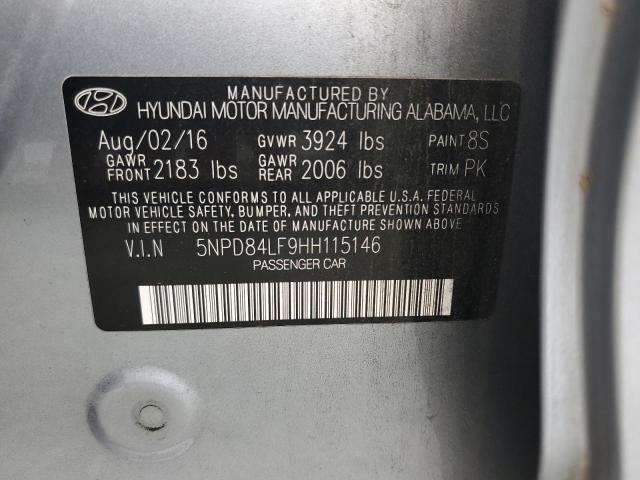 MANUFACTURED BY
HYUNDAI MOTOR MANUFACTURING ALABAMA, LLC
Aug/02/16 GVWR 3924 lbs PAINT 8S
GAWR FRONT 2183 lbs GAWR REAR 2006 lbs TRIM PK
THIS VEHICLE CONFORMS TO ALL APPLICABLE U.S.A. FEDERAL
MOTOR VEHICLE SAFETY, BUMPER, AND THEFT PREVENTION STANDARDS
IN EFFECT ON THE DATE OF MANUFACTURE SHOWN ABOVE.
V.I.N 5NPD84LF9HH115146
PASSENGER CAR